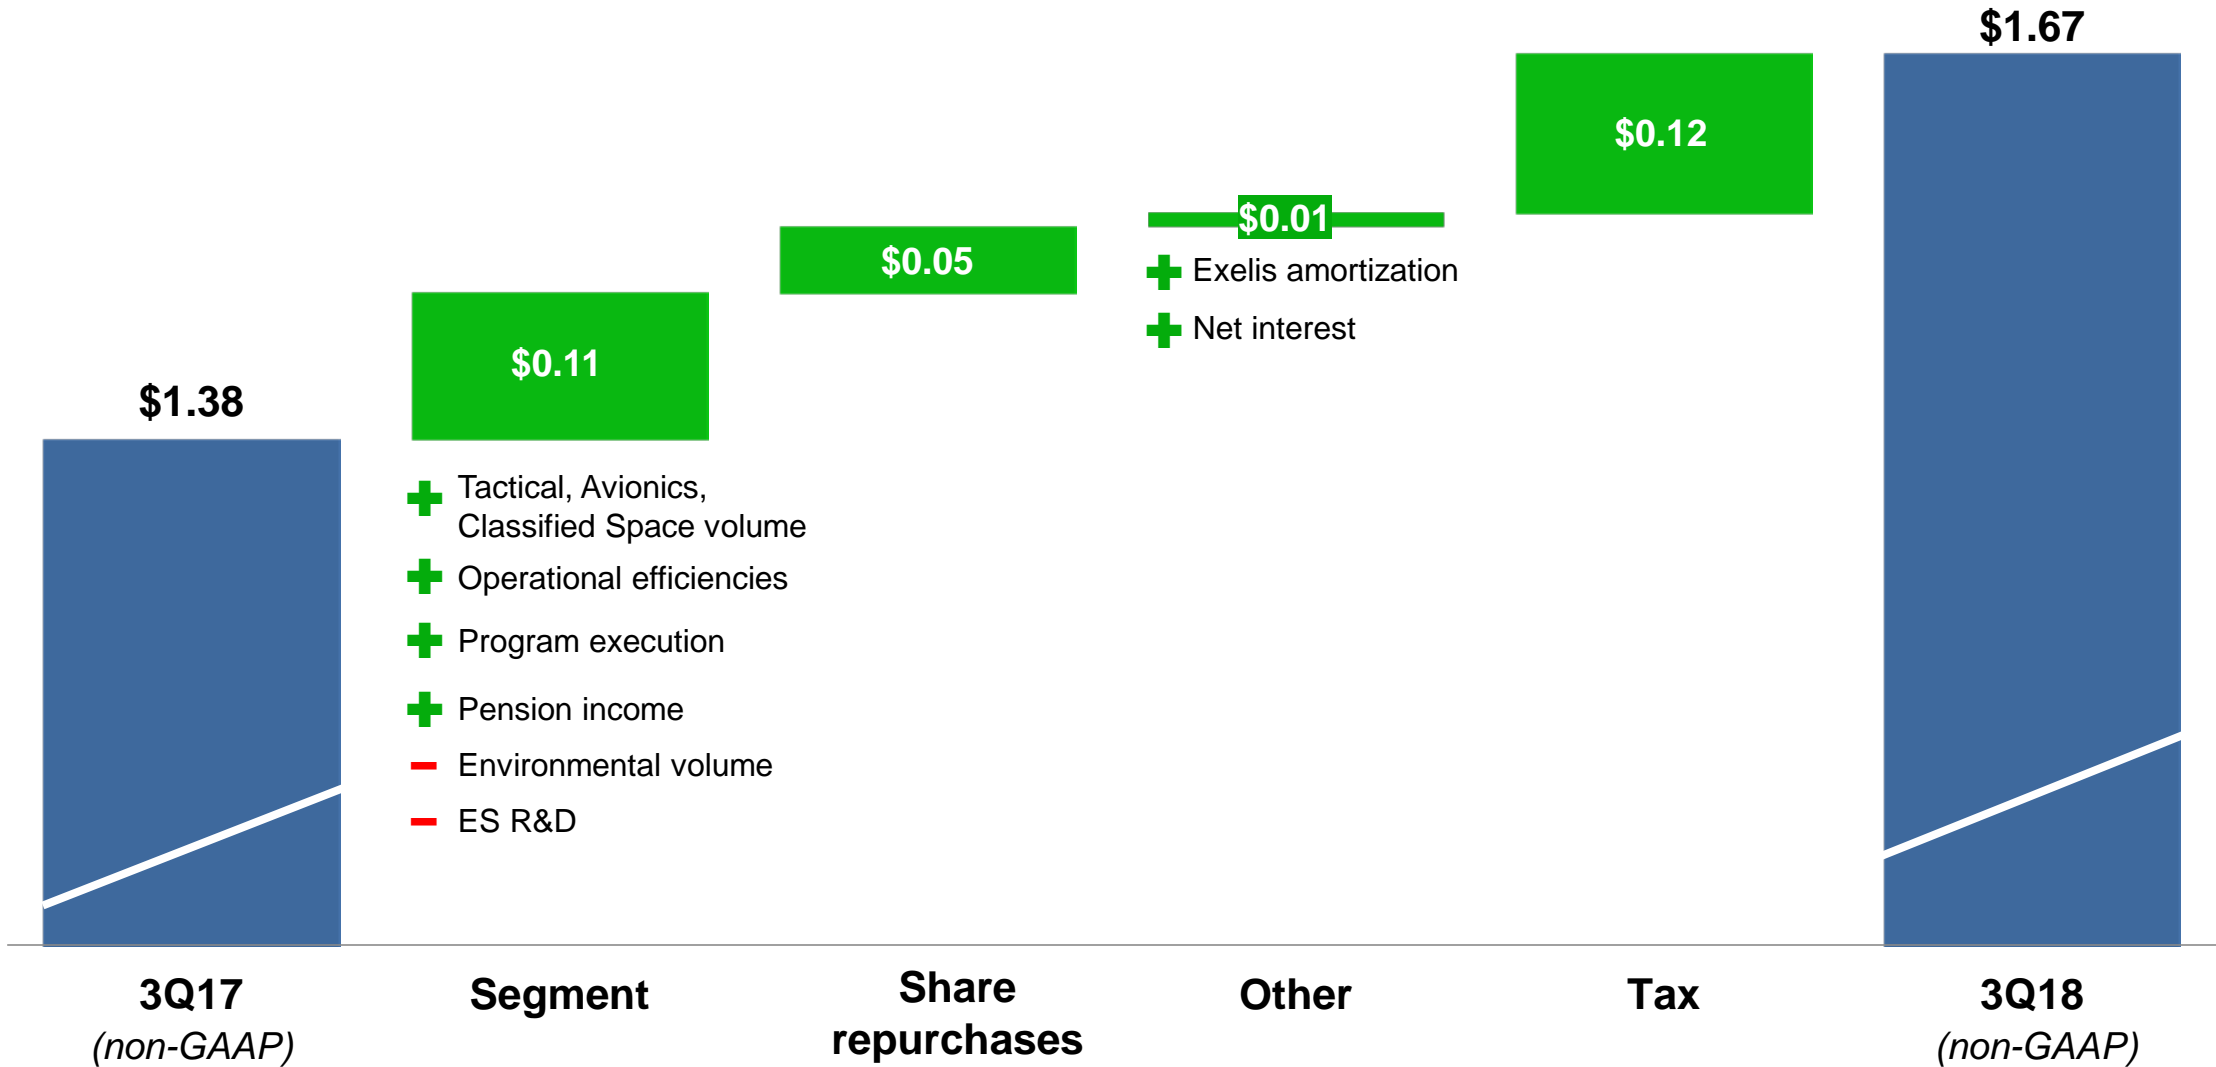 $1.67
$0.12
$0.01
$0.05
Exelis amortization
Net interest
$0.11
$1.38
Tactical, Avionics,
Classified Space volume
Operational efficiencies
Program execution
Pension income
Environmental volume
ES R&D
3Q17
(non-GAAP)
Segment
Share
repurchases
Other
Tax
3Q18
(non-GAAP)